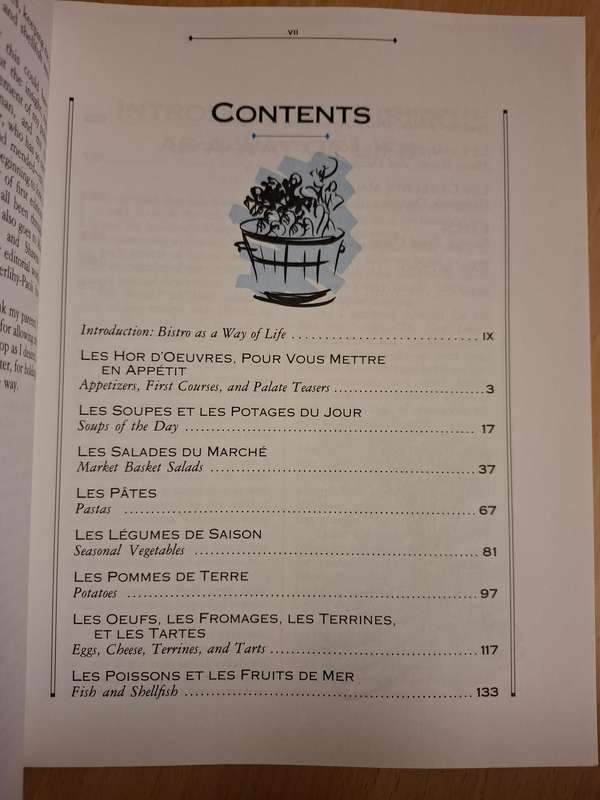 vii
CONTENTS
Introduction: Bistro as a Way of Life ix
LES HOR D'OEUVRES, POUR VOUS METTRE
EN APPÉTIT
Appetizers, First Courses, and Palate Teasers 3
LES SOUPES ET LES POTAGES DU JOUR
Soups of the Day 17
LES SALADES DU MARCHÉ
Market Basket Salads 37
LES PÂTES
Pastas 67
LES LÉGUMES DE SAISON
Seasonal Vegetables 81
LES POMMES DE TERRE
Potatoes 97
LES OEUFS, LES FROMAGES, LES TERRINES,
ET LES TARTES
Eggs, Cheese, Terrines, and Tarts 117
LES POISSONS ET LES FRUITS DE MER
Fish and Shellfish 133